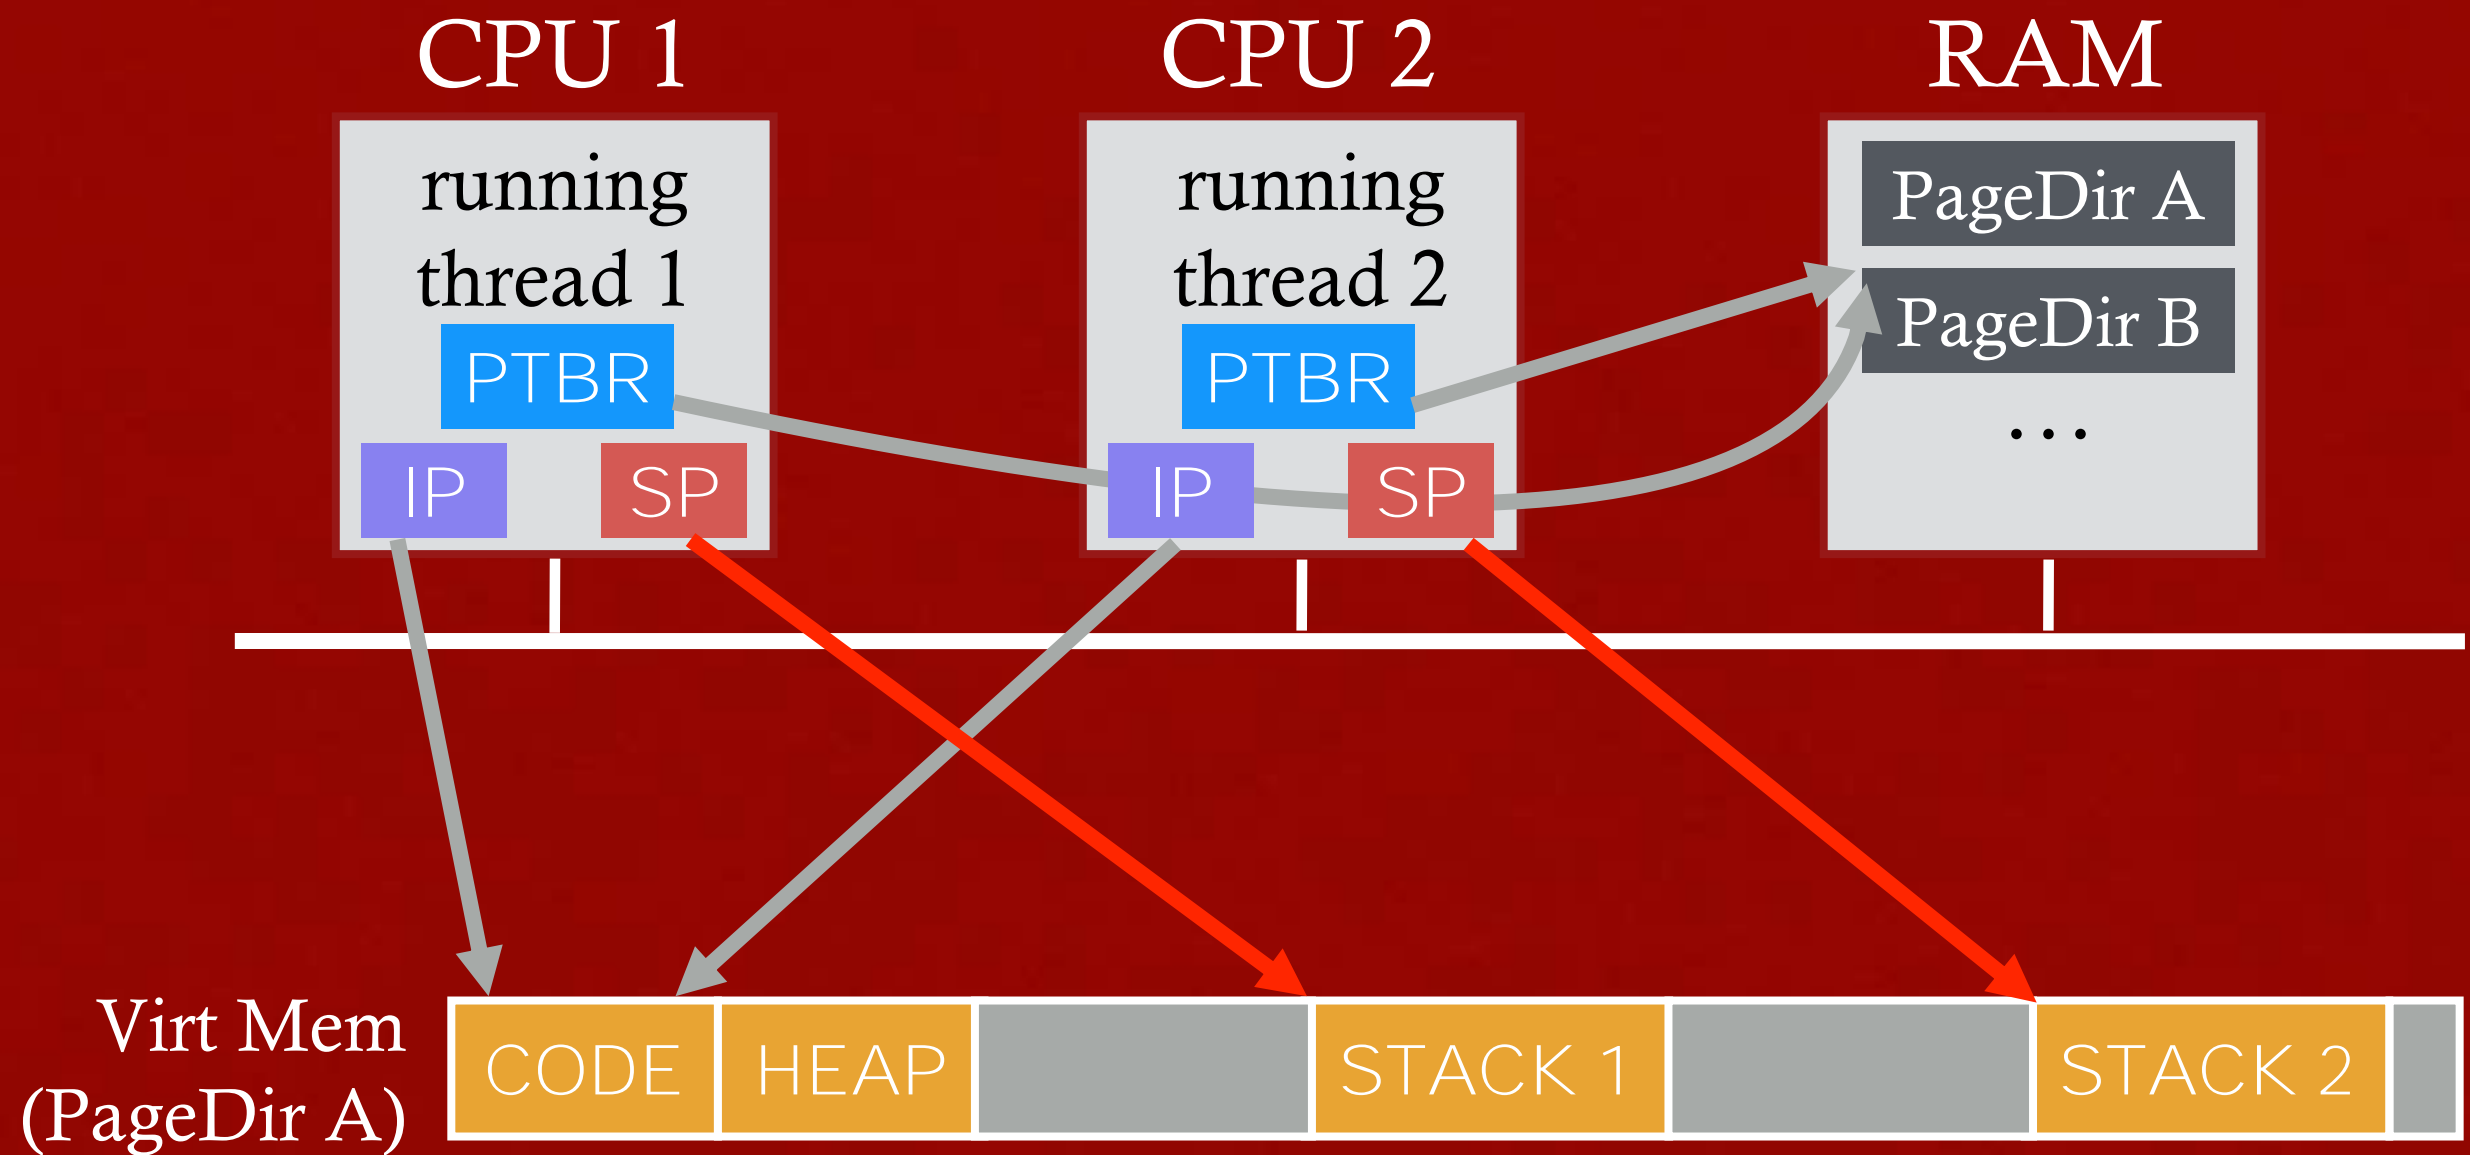 CPU 1
CPU 2
RAM
running
thread 1
PTBR
IP
SP
running
thread 2
PTBR
IP
SP
PageDir A
PageDir B
...
Virt Mem
(PageDir A)
CODE
HEAP
STACK 1
STACK 2